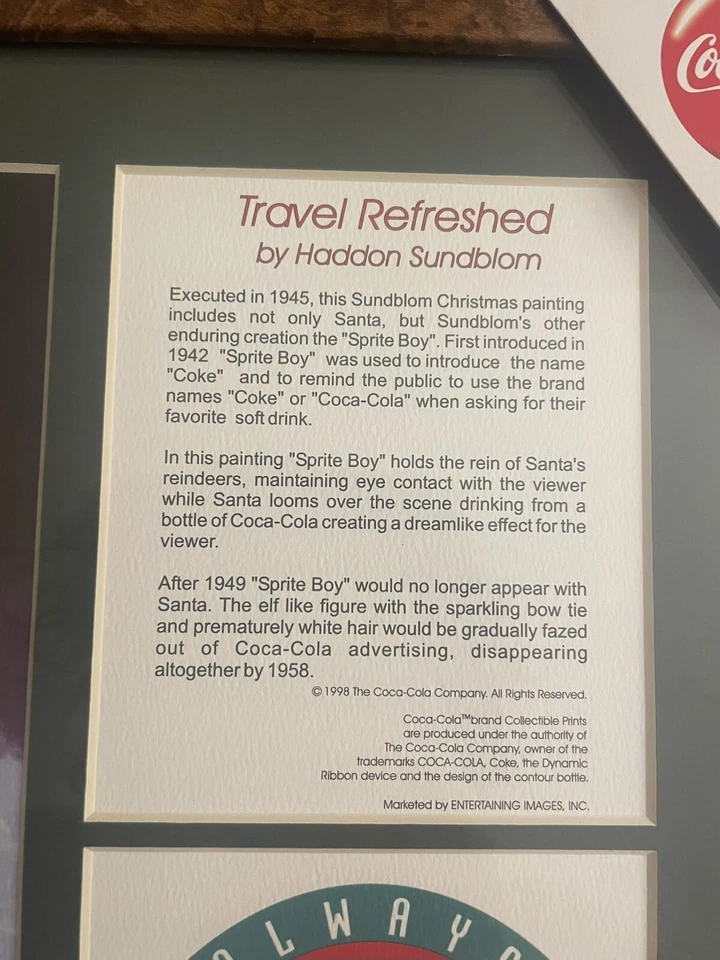 Travel Refreshed
by Haddon Sundblom
Executed in 1945, this Sundblom Christmas painting
includes not only Santa, but Sundblom's other
enduring creation the "Sprite Boy". First introduced in
1942 "Sprite Boy" was used to introduce the name
"Coke" and to remind the public to use the brand
names "Coke" or "Coca-Cola" when asking for their
favorite soft drink.
In this painting "Sprite Boy" holds the rein of Santa's
reindeers, maintaining eye contact with the viewer
while Santa looms over the scene drinking from a
bottle of Coca-Cola creating a dreamlike effect for the
viewer.
After 1949 "Sprite Boy" would no longer appear with
Santa. The elf like figure with the sparkling bow tie
and prematurely white hair would be gradually fazed
out of Coca-Cola advertising, disappearing
altogether by 1958.
©1998 The Coca-Cola Company. All Rights Reserved.
Coca-Cola™brand Collectible Prints
are produced under the authority of
The Coca-Cola Company, owner of the
trademarks COCA-COLA, Coke, the Dynamic
Ribbon device and the design of the contour bottle.
Marketed by ENTERTAINING IMAGES, INC.
ALWAYS